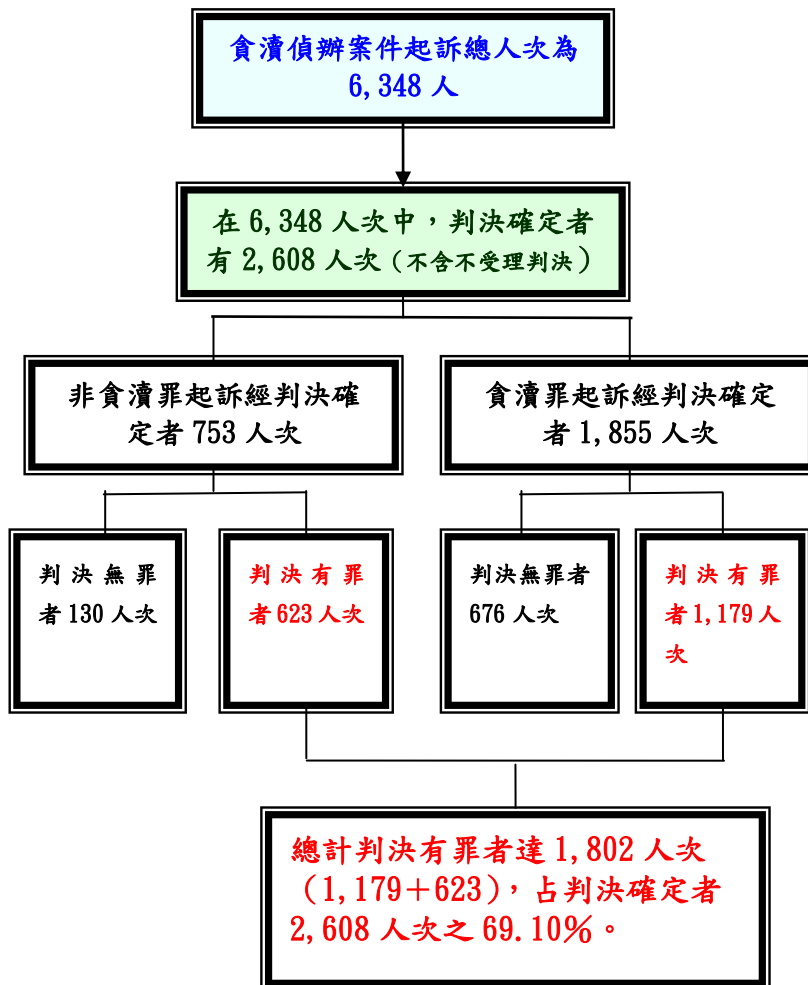 貪瀆偵辦案件起訴總人次為
6,348 人
在 6,348 人次中，判決確定者
有 2,608 人次（不含不受理判決）
非貪瀆罪起訴經判決確
定者 753 人次
貪瀆罪起訴經判決確定
者 1,855 人次
判決無罪
者 130 人次
判決有罪
者 623 人次
判決無罪者
676 人次
判決有罪
者 1,179 人
次
總計判決有罪者達 1,802 人次
（1,179＋623），占判決確定者
2,608 人次之 69.10％。